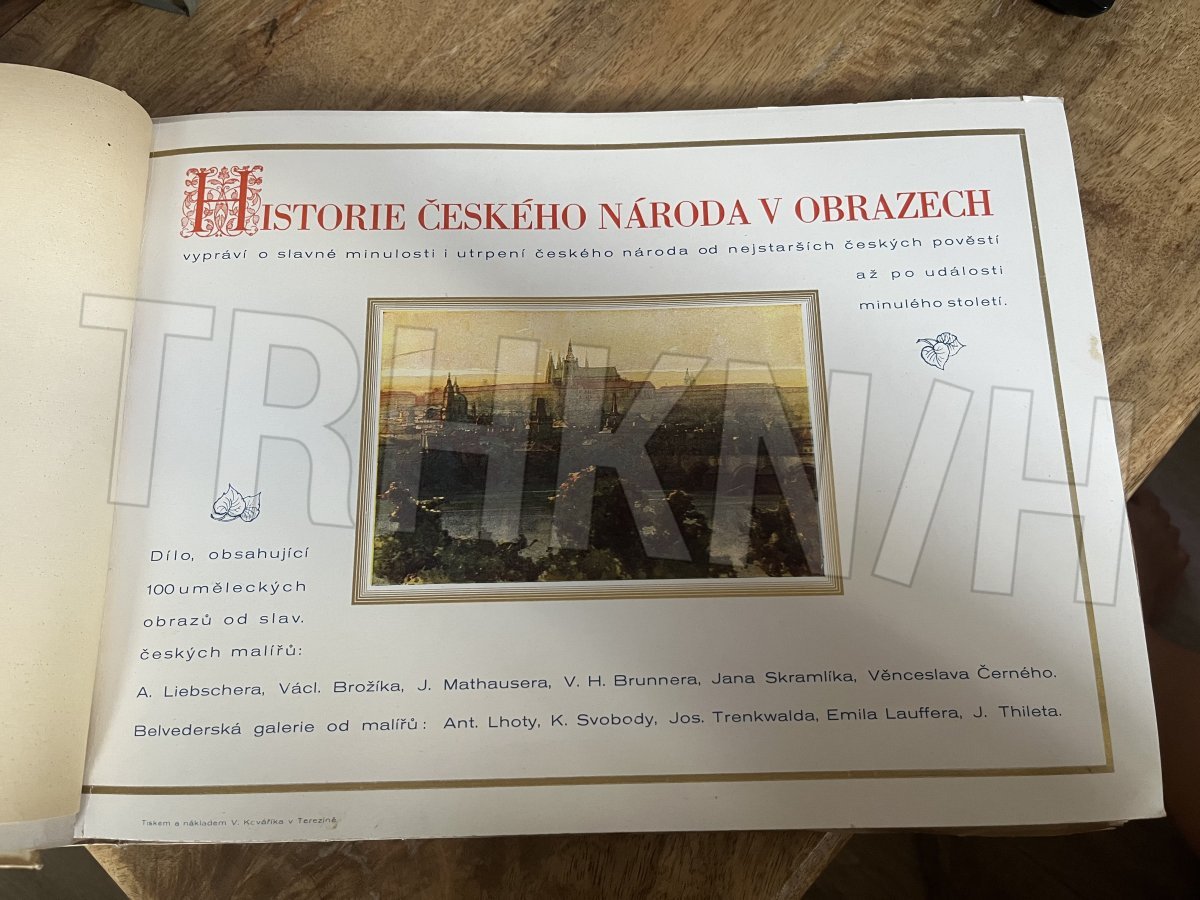 HISTORIE ČESKÉHO NÁRODA V OBRAZECH
vypráví o slavné minulosti i utrpení českého národa od nejstarších českých pověstí
až po události
minulého století.
Dílo, obsahující
100 uměleckých
obrazů od slav.
českých malířů:
A. Liebschera, Václ. Brožíka, J. Mathausera, V. H. Brunnera, Jana Skramlíka, Věnceslava Černého.
Belvederská galerie od malířů: Ant. Lhoty, K. Svobody, Jos. Trenkwalda, Emila Lauffera, J. Thileta.
Tiskem a nákladem V. Kováříka v Terezíně
TRHKNIH